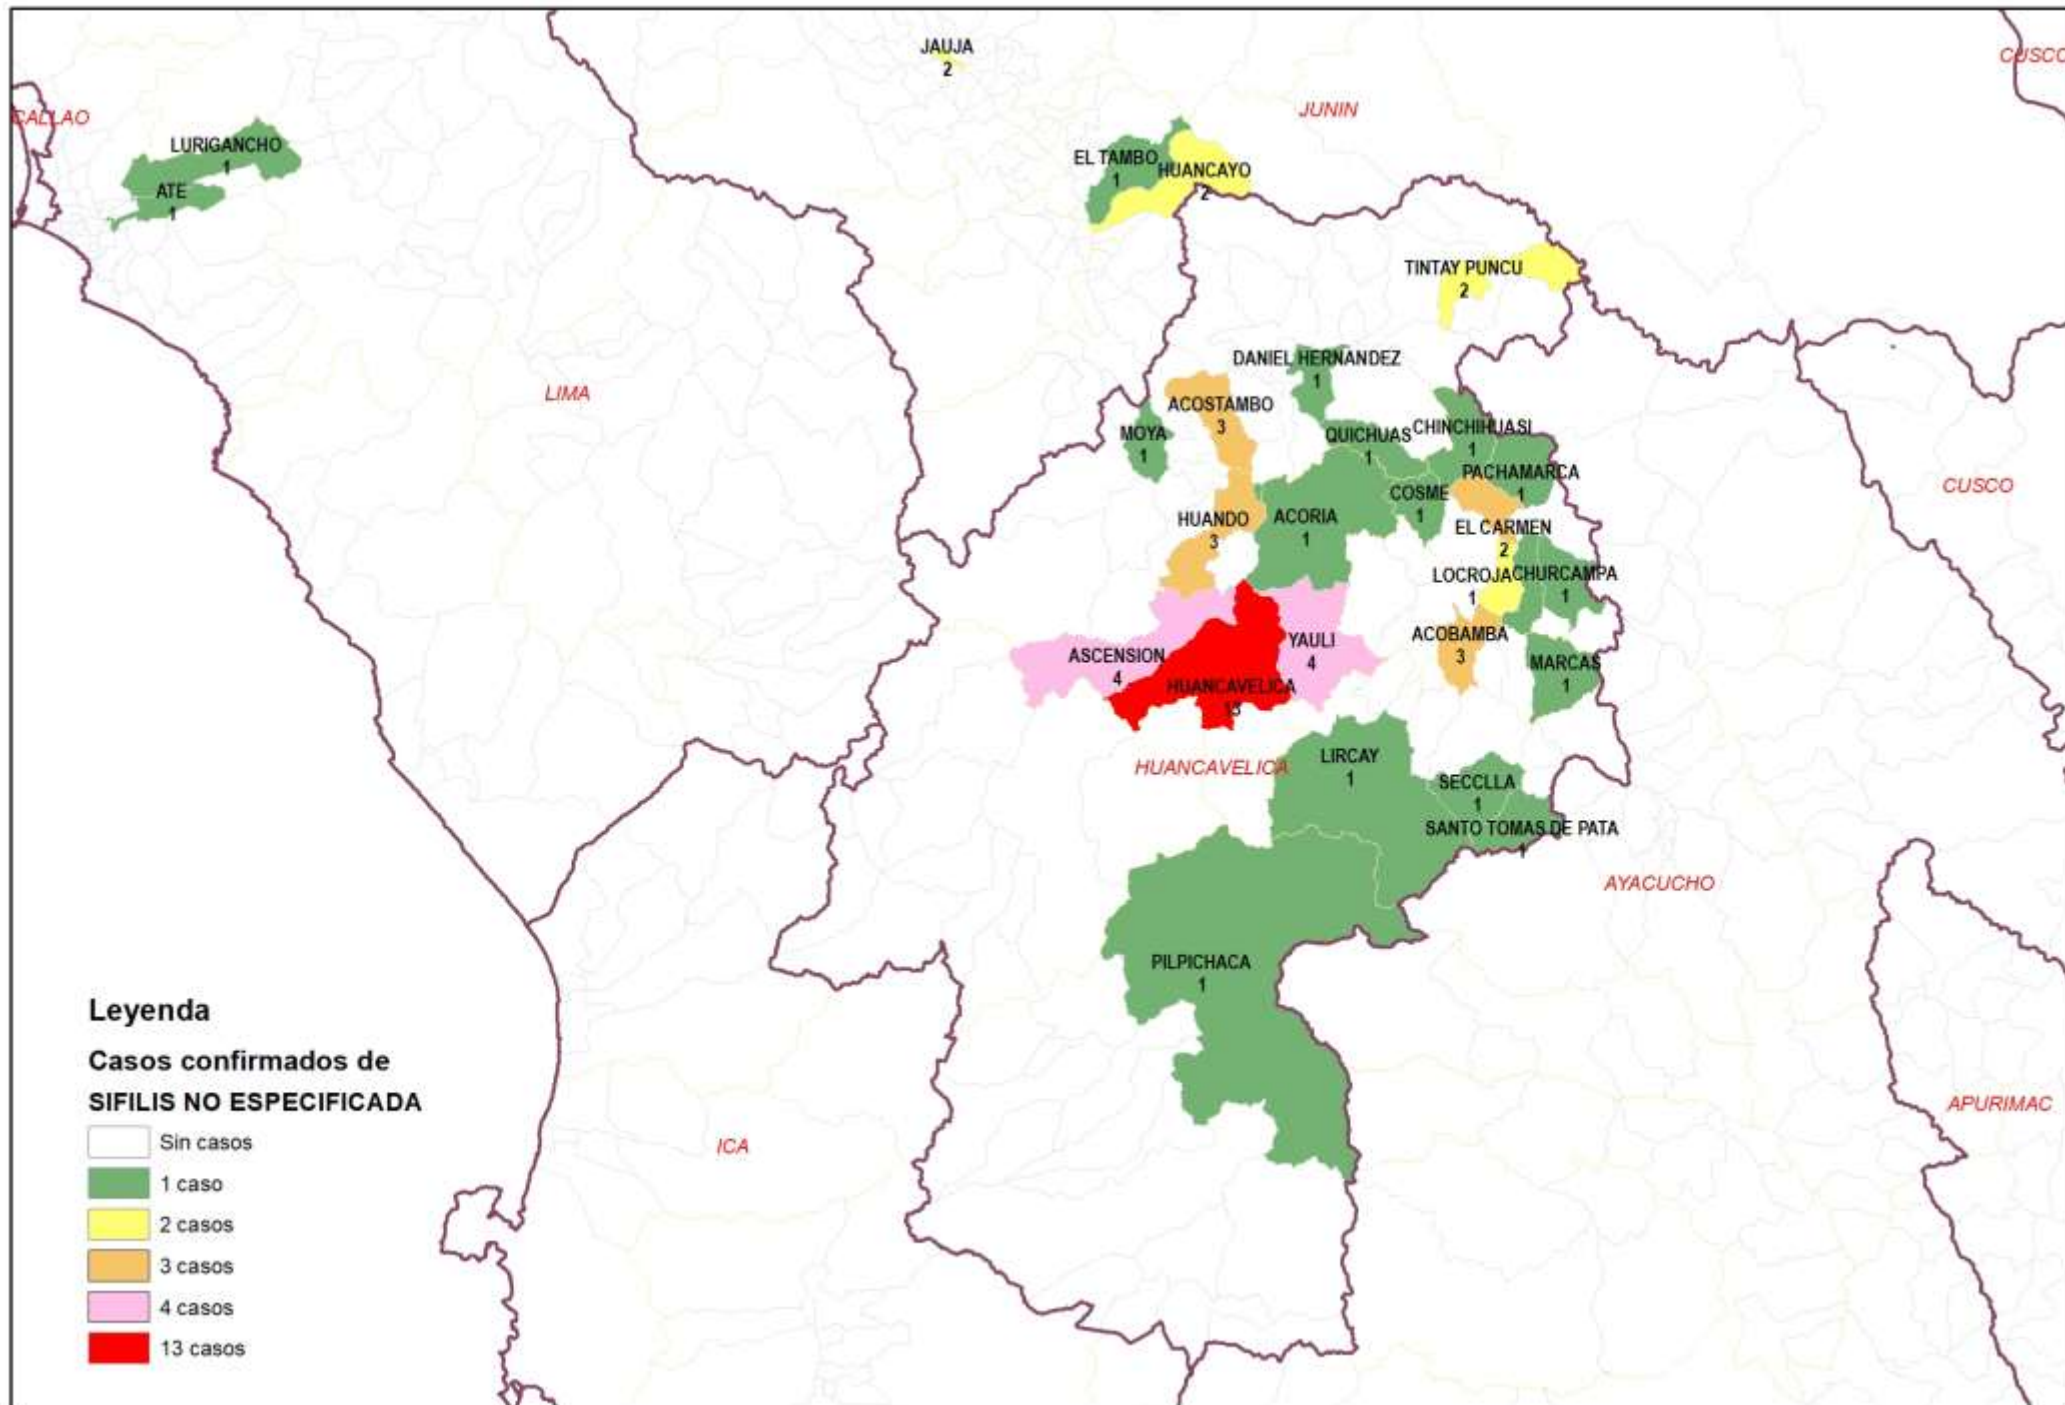 JAUJA
2
CUSCO
CALLAO
JUNIN
LURIGANCHO
1
ATE
1
EL TAMBO
1
HUANCAYO
2
TINTAY PUNCU
2
DANIEL HERNANDEZ
1
LIMA
ACOSTAMBO
3
MOYA
1
QUICHUAS
1
CHINCHIHUASI
1
PACHAMARCA
1
COSME
1
CUSCO
HUANDO
3
ACORIA
1
EL CARMEN
2
LOCROJA
1
CHURCAMPA
1
ACOBAMBA
3
YAULI
4
ASCENSION
4
MARCAS
1
HUANCAVELICA
13
HUANCAVELICA
LIRCAY
1
SECCLLA
1
SANTO TOMAS DE PATA
1
AYACUCHO
PILPICHACA
1
APURIMAC
ICA
Leyenda
Casos confirmados de
SIFILIS NO ESPECIFICADA
Sin casos
1 caso
2 casos
3 casos
4 casos
13 casos